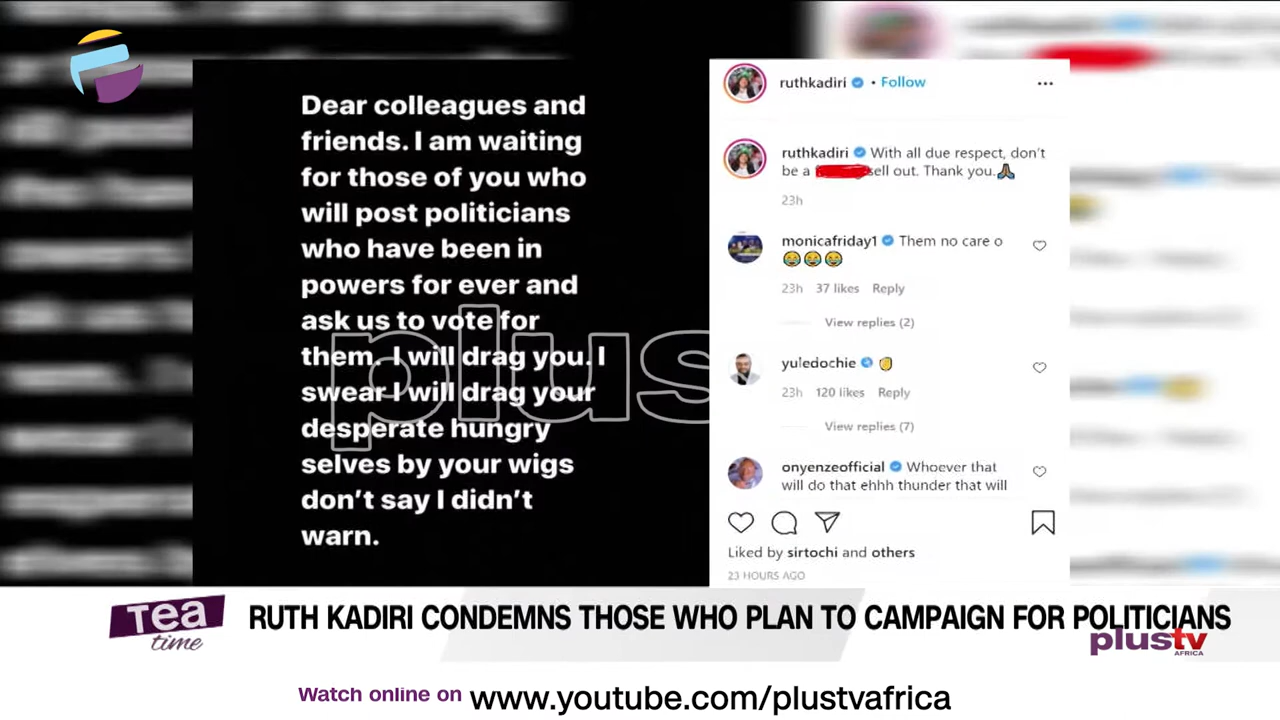 Dear colleagues and
friends. I am waiting
for those of you who
will post politicians
who have been in
powers for ever and
ask us to vote for
them. I will drag you. I
swear I will drag your
desperate hungry
selves by your wigs
don't say I didn't
warn.
plus
ruthkadiri • Follow
ruthkadiri With all due respect, don't
be a sell out. Thank you.🙏🏾
23h
monicafriday1 Them no care o
😂😂😂
23h 37 likes Reply
View replies (2)
yuledochie 👏
23h 120 likes Reply
View replies (7)
onyenzeofficial Whoever that
will do that ehhh thunder that will
Liked by sirtochi and others
23 HOURS AGO
Tea
time
RUTH KADIRI CONDEMNS THOSE WHO PLAN TO CAMPAIGN FOR POLITICIANS
plustv
AFRICA
Watch online on www.youtube.com/plustvafrica